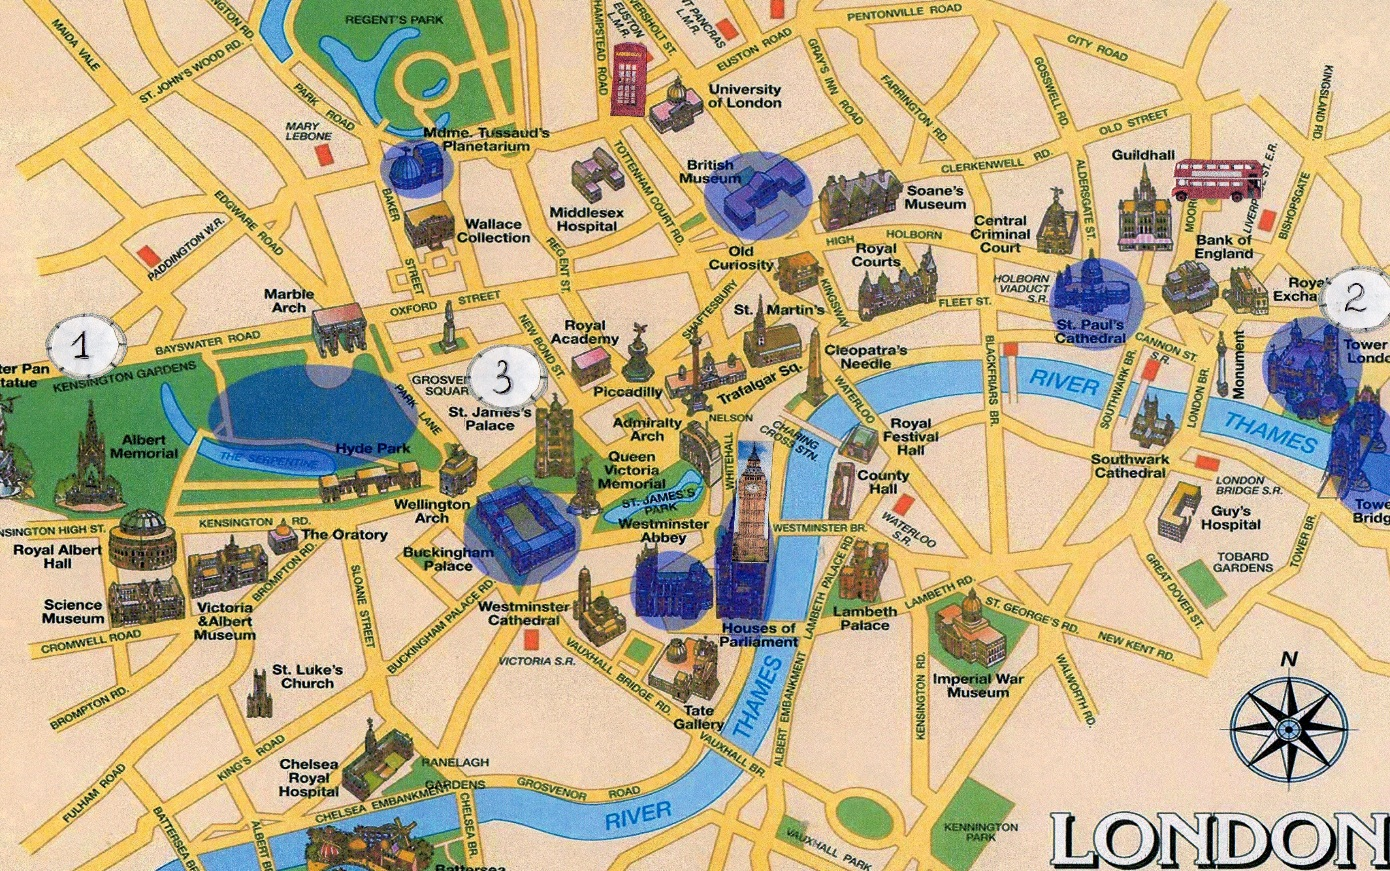 REGENT'S PARK
MAIDA VALE
ST. JOHN'S WOOD RD.
PARK ROAD
MARY
LEBONE
HAMPSTEAD ROAD
EUSTON
L.M.R.
EVERSHOLT ST.
ST PANCRAS
L.M.R.
EUSTON ROAD
PENTONVILLE ROAD
CITY ROAD
GRAY'S INN ROAD
FARRINGTON RD.
GOSWELL RD.
KINGSLAND RD
University
of London
OLD STREET
CLERKENWELL RD.
Mdme. Tussaud's
Planetarium
TOTTENHAM COURT RD.
British
Museum
Soane's
Museum
Guildhall
ALDERSGATE ST.
BISHOPSGATE
EDGWARE ROAD
PADDINGTON W.R.
BAKER
STREET
Wallace
Collection
Middlesex
Hospital
REGENT ST.
Central
Criminal
Court
Bank of
England
HIGH HOLBORN
Old
Curiosity
Royal
Courts
KINGSWAY
FLEET ST.
HOLBORN
VIADUCT
S.R.
St. Paul's
Cathedral
Marble
Arch
OXFORD STREET
NEW BOND ST.
SHAFTESBURY
St. Martin's
1
2
3
BAYSWATER ROAD
KENSINGTON GARDENS
Royal
Academy
Piccadilly
Trafalgar Sq.
Cleopatra's
Needle
WATERLOO
BLACKFRIARS BR.
RIVER
SOUTHWARK BR.
CANNON ST.
S.R.
LONDON BR.
Monument
THAMES
PARK LANE
St. James's
Palace
Admiralty
Arch
NELSON
WHITEHALL
CHARING
CROSS STN.
Royal
Festival
Hall
Albert
Memorial
THE SERPENTINE
Hyde Park
Wellington
Arch
Queen
Victoria
Memorial
ST. JAMES'S
PARK
County
Hall
Southwark
Cathedral
LONDON
BRIDGE S.R.
Guy's
Hospital
KENSINGTON RD.
The Oratory
Royal Albert
Hall
Buckingham
Palace
Westminster
Abbey
WESTMINSTER BR.
WATERLOO
S.R.
TOWER BR.
TOBARD
GARDENS
GREAT DOVER ST.
Science
Museum
Victoria
&Albert
Museum
BROMPTON RD.
SLOANE STREET
BUCKINGHAM PALACE RD.
Westminster
Cathedral
VICTORIA S.R.
Houses of
Parliament
LAMBETH PALACE RD.
Lambeth
Palace
LAMBETH RD.
ST. GEORGE'S RD.
NEW KENT RD.
WALWORTH RD.
CROMWELL ROAD
BROMPTON RD.
St. Luke's
Church
VAUXHALL BRIDGE RD.
Tate
Gallery
THAMES
ALBERT EMBANKMENT
KENSINGTON RD.
Imperial War
Museum
N
KING'S ROAD
FULHAM ROAD
Chelsea
Royal
Hospital
RANELAGH
GARDENS
GROSVENOR ROAD
VAUXHALL BR.
CHELSEA EMBANKMENT
CHELSEA BR.
RIVER
VAUXHALL PARK
KENNINGTON
PARK
LONDON